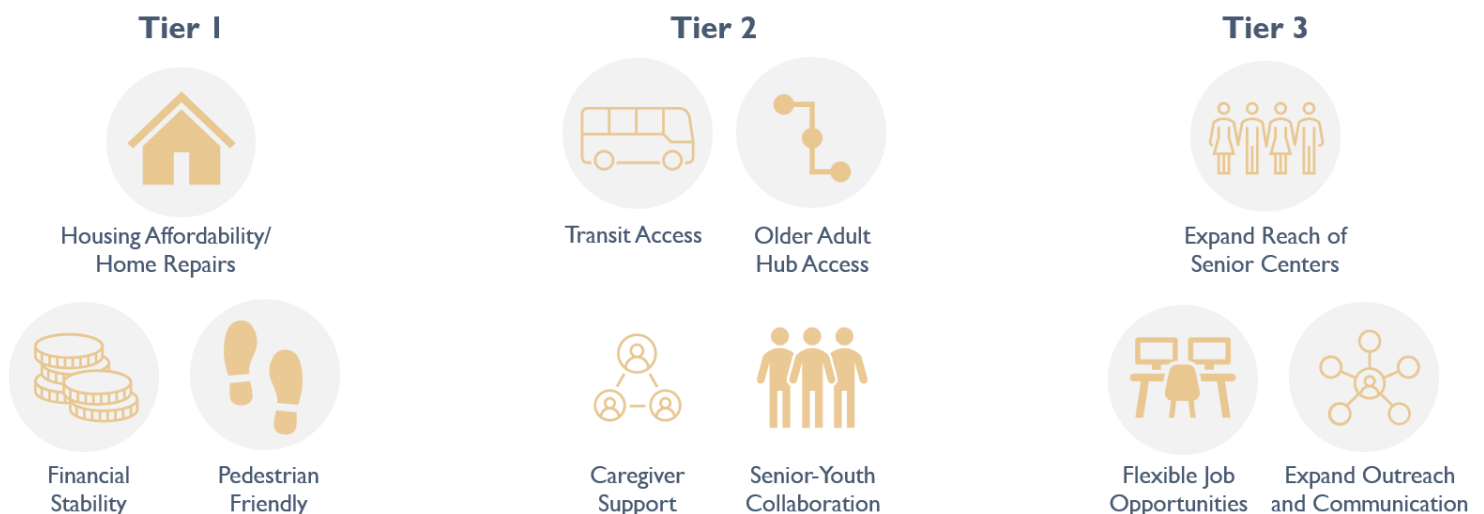 Tier 1
Housing Affordability/
Home Repairs
Financial
Stability
Pedestrian
Friendly
Tier 2
Transit Access
Older Adult
Hub Access
Caregiver
Support
Senior-Youth
Collaboration
Tier 3
Expand Reach of
Senior Centers
Flexible Job
Opportunities
Expand Outreach
and Communication